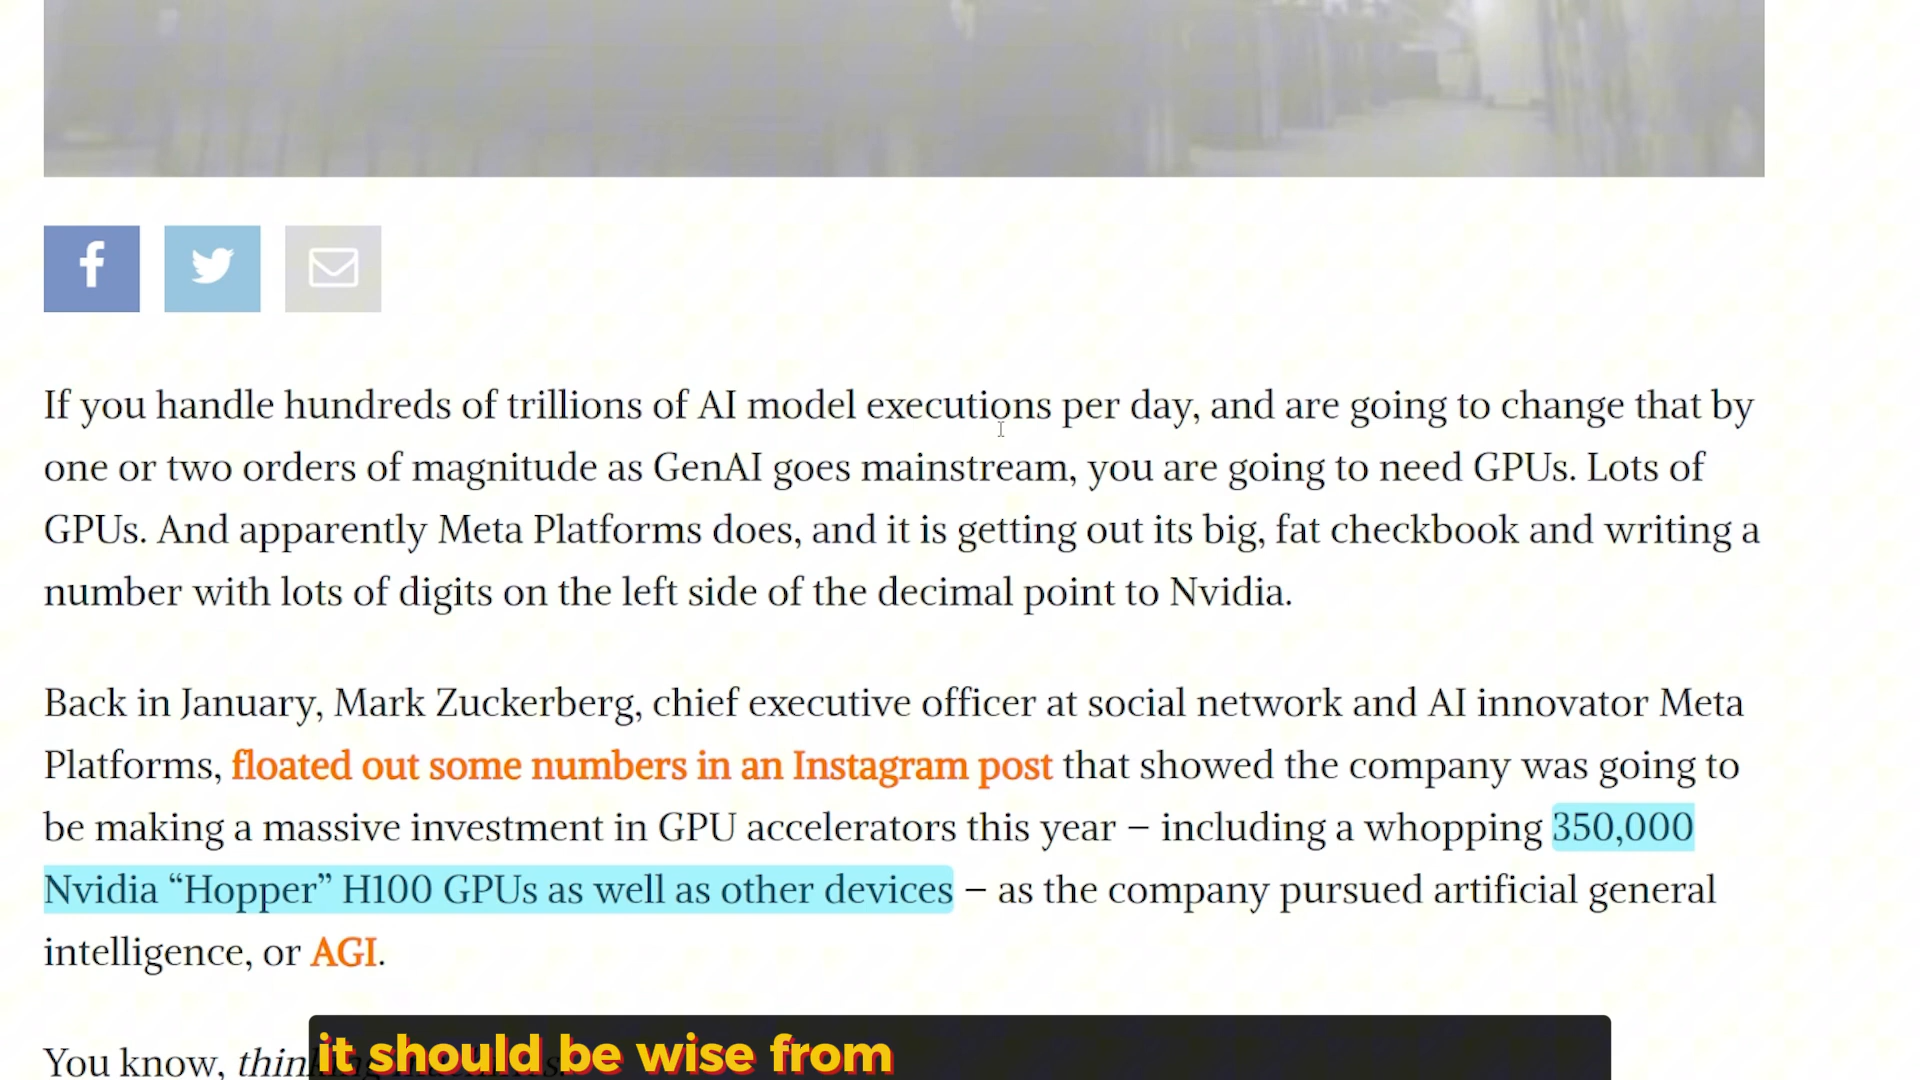 If you handle hundreds of trillions of AI model executions per day, and are going to change that by
one or two orders of magnitude as GenAI goes mainstream, you are going to need GPUs. Lots of
GPUs. And apparently Meta Platforms does, and it is getting out its big, fat checkbook and writing a
number with lots of digits on the left side of the decimal point to Nvidia.
Back in January, Mark Zuckerberg, chief executive officer at social network and AI innovator Meta
Platforms, floated out some numbers in an Instagram post that showed the company was going to
be making a massive investment in GPU accelerators this year – including a whopping 350,000
Nvidia “Hopper” H100 GPUs as well as other devices – as the company pursued artificial general
intelligence, or AGI.
You know,
it should be wise from